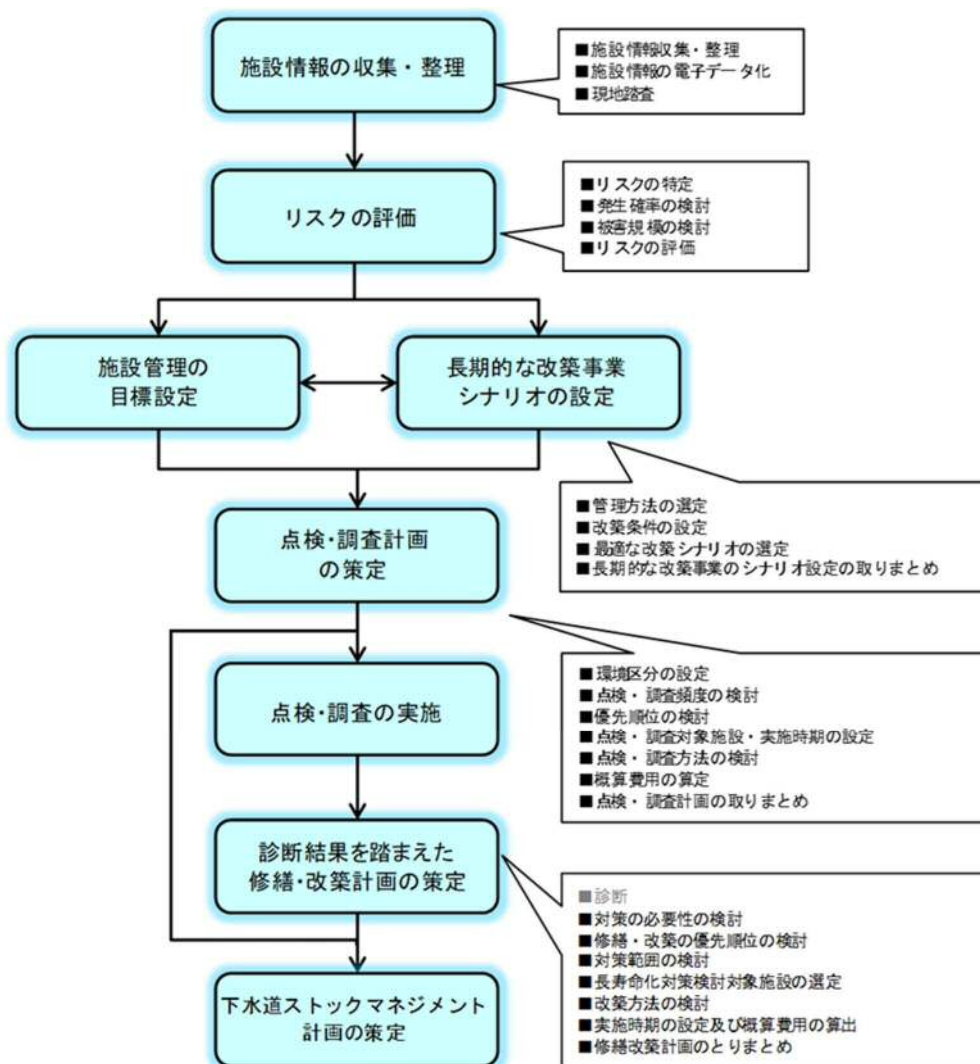 施設情報の収集・整理
■施設情報収集・整理
■施設情報の電子データ化
■現地踏査
リスクの評価
■リスクの特定
■発生確率の検討
■被害規模の検討
■リスクの評価
施設管理の
目標設定
長期的な改築事業
シナリオの設定
■管理方法の選定
■改築条件の設定
■最適な改築シナリオの選定
■長期的な改築事業のシナリオ設定の取りまとめ
点検・調査計画
の策定
■環境区分の設定
■点検・調査頻度の検討
■優先順位の検討
■点検・調査対象施設・実施時期の設定
■点検・調査方法の検討
■概算費用の算定
■点検・調査計画の取りまとめ
点検・調査の実施
診断結果を踏まえた
修繕・改築計画の策定
■診断
■対策の必要性の検討
■修繕・改築の優先順位の検討
■対策範囲の検討
■長寿命化対策検討対象施設の選定
■改築方法の検討
■実施時期の設定及び概算費用の算出
■修繕改築計画のとりまとめ
下水道ストックマネジメント
計画の策定